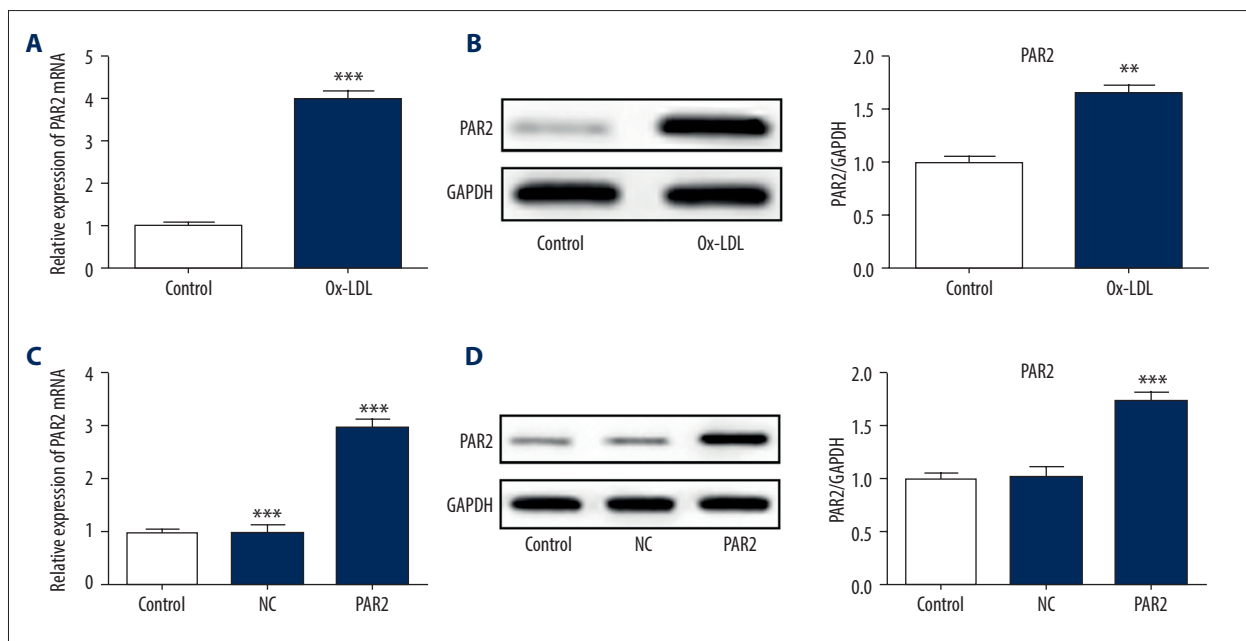 A
Relative expression of PAR2 mRNA
5
4
3
2
1
0
***
Control
Ox-LDL
B
PAR2
GAPDH
Control
Ox-LDL
PAR2
PAR2/GAPDH
2.0
1.5
1.0
0.5
0.0
**
Control
Ox-LDL
C
Relative expression of PAR2 mRNA
4
3
2
1
0
***
***
Control
NC
PAR2
D
PAR2
GAPDH
Control
NC
PAR2
PAR2
PAR2/GAPDH
2.0
1.5
1.0
0.5
0.0
***
Control
NC
PAR2